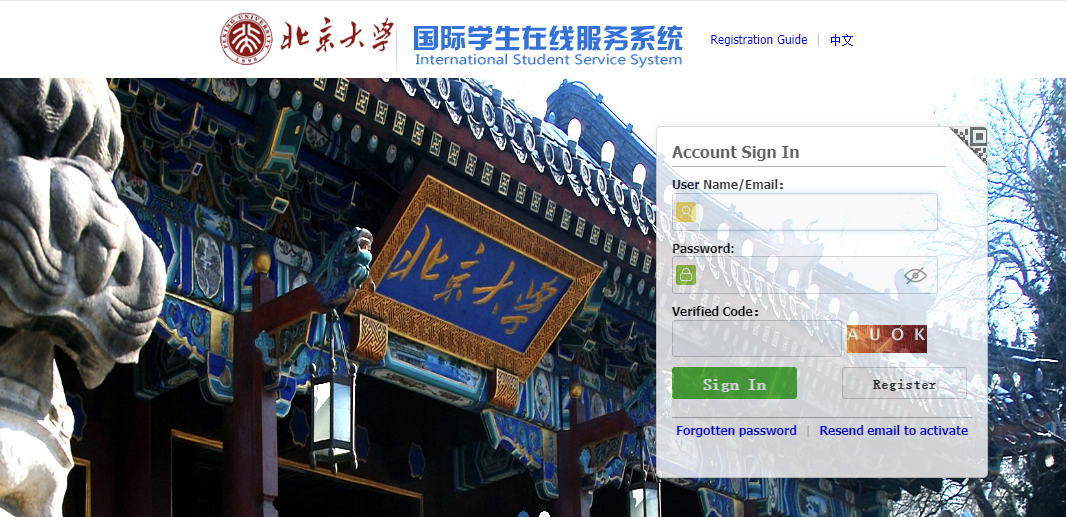 PEKING UNIVERSITY
1898
北京大学
国际学生在线服务系统
International Student Service System
Registration Guide | 中文
北京大学
Account Sign In
User Name/Email：
Password:
Verified Code：
A U O K
Sign In
Register
Forgotten password | Resend email to activate